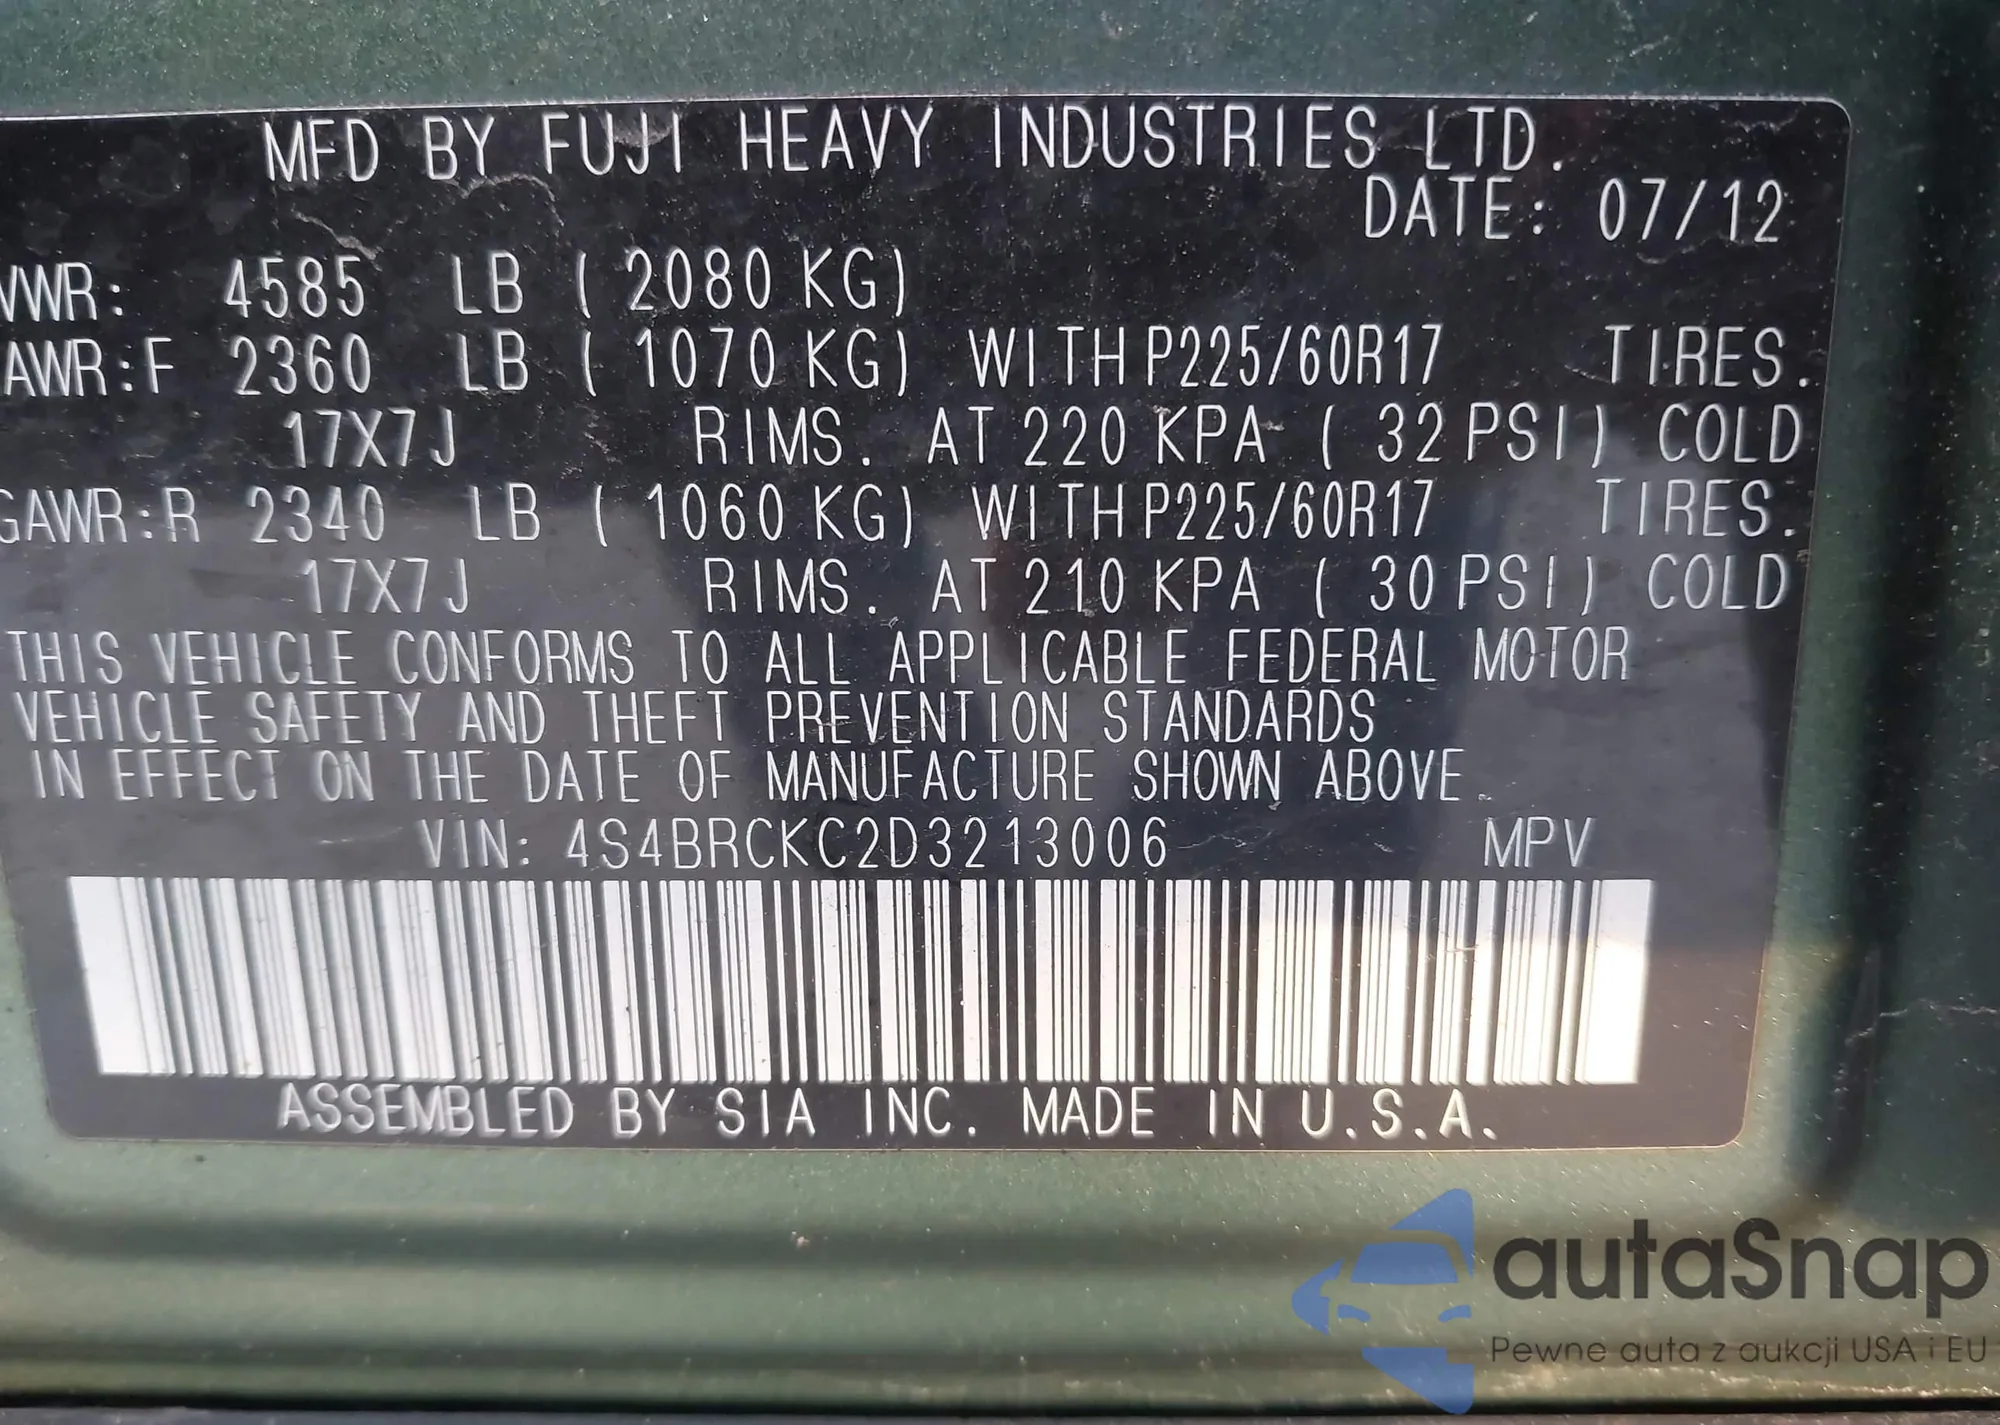 MFD BY FUJI HEAVY INDUSTRIES LTD.
DATE: 07/12
VWR: 4585 LB ( 2080 KG)
AWR:F 2360 LB ( 1070 KG) WITH P225/60R17 TIRES.
17X7J RIMS. AT 220 KPA ( 32 PSI) COLD
GAWR:R 2340 LB ( 1060 KG) WITH P225/60R17 TIRES.
17X7J RIMS. AT 210 KPA ( 30 PSI) COLD
THIS VEHICLE CONFORMS TO ALL APPLICABLE FEDERAL MOTOR
VEHICLE SAFETY AND THEFT PREVENTION STANDARDS
IN EFFECT ON THE DATE OF MANUFACTURE SHOWN ABOVE.
VIN: 4S4BRCKC2D3213006 MPV
ASSEMBLED BY SIA INC. MADE IN U.S.A.
autaSnap
Pewne auta z aukcji USA i EU